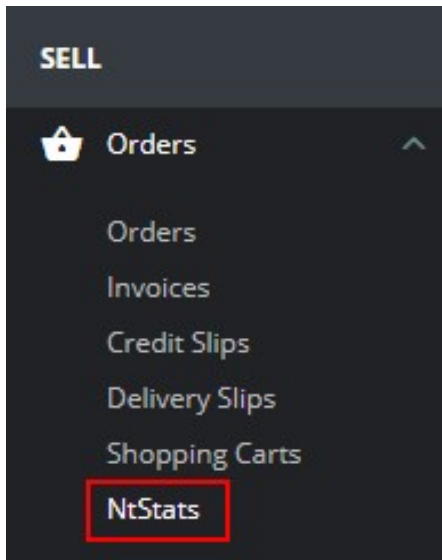 SELL
Orders
Orders
Invoices
Credit Slips
Delivery Slips
Shopping Carts
NtStats